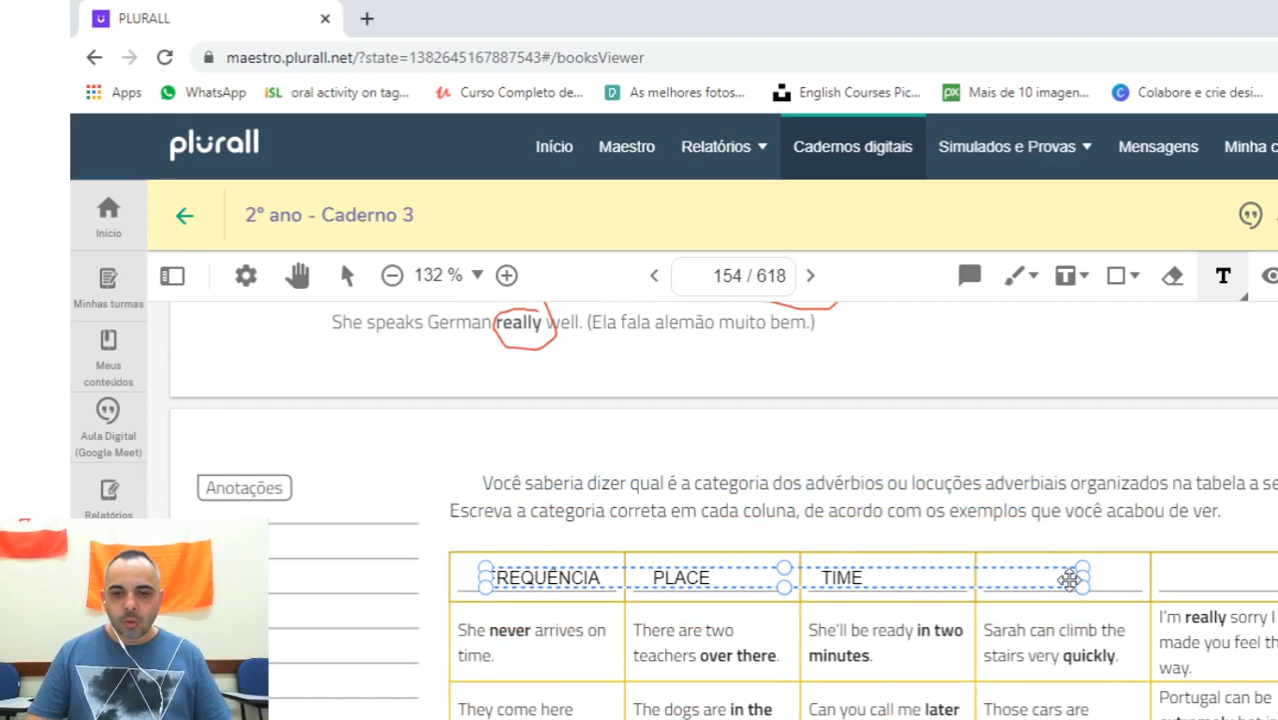 PLURALL
maestro.plurall.net/?state=1382645167887543#/booksViewer
Apps WhatsApp iSL oral activity on tag... Curso Completo de... As melhores fotos... English Courses Pic... px Mais de 10 imagen... C Colabore e crie desi...
plurall Início Maestro Relatórios Cadernos digitais Simulados e Provas Mensagens Minha c
2º ano - Caderno 3
Inicio
132 % 154 / 618 T T
Minhas turmas
She speaks German really well. (Ela fala alemão muito bem.)
Meus
conteúdos
Aula Digital
(Google Meet)
Relatórios
Anotações
Você saberia dizer qual é a categoria dos advérbios ou locuções adverbiais organizados na tabela a se
Escreva a categoria correta em cada coluna, de acordo com os exemplos que você acabou de ver.
FREQUÊNCIA PLACE TIME
She never arrives on
time.
There are two
teachers over there.
She'll be ready in two
minutes.
Sarah can climb the
stairs very quickly.
I'm really sorry I
made you feel th
way.
They come here
The dogs are in the
Can you call me later
Those cars are
Portugal can be